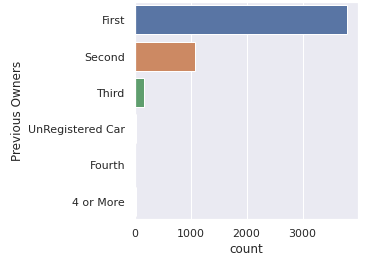 Previous Owners
First
Second
Third
UnRegistered Car
Fourth
4 or More
0 1000 2000 3000
count